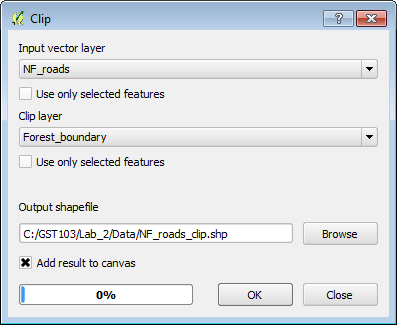 Clip
Input vector layer
NF_roads
Use only selected features
Clip layer
Forest_boundary
Use only selected features
Output shapefile
C:/GST103/Lab_2/Data/NF_roads_clip.shp
Browse
Add result to canvas
0%
OK
Close